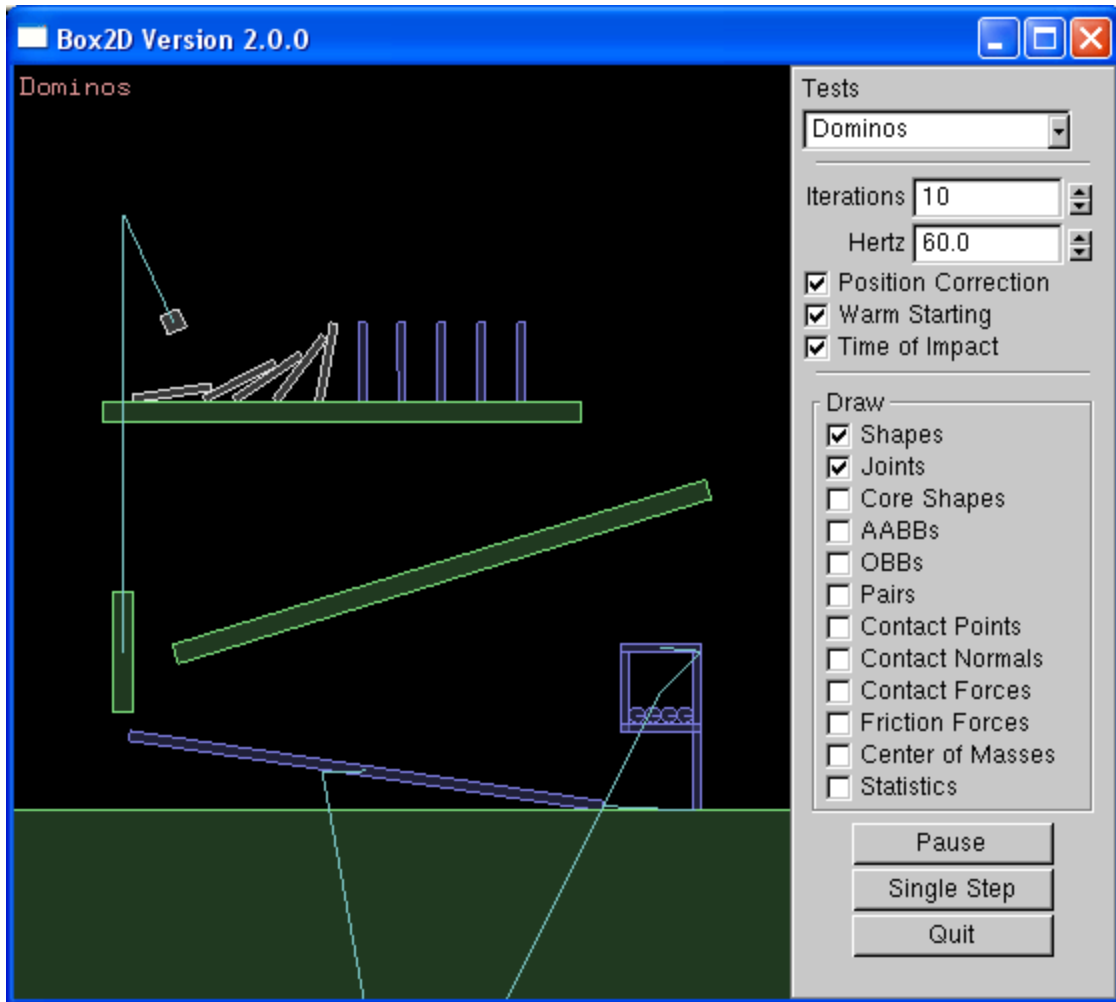 Box2D Version 2.0.0
Dominos
Tests
Dominos
Iterations 10
Hertz 60.0
Position Correction
Warm Starting
Time of Impact
Draw
Shapes
Joints
Core Shapes
AABBs
OBBs
Pairs
Contact Points
Contact Normals
Contact Forces
Friction Forces
Center of Masses
Statistics
Pause
Single Step
Quit